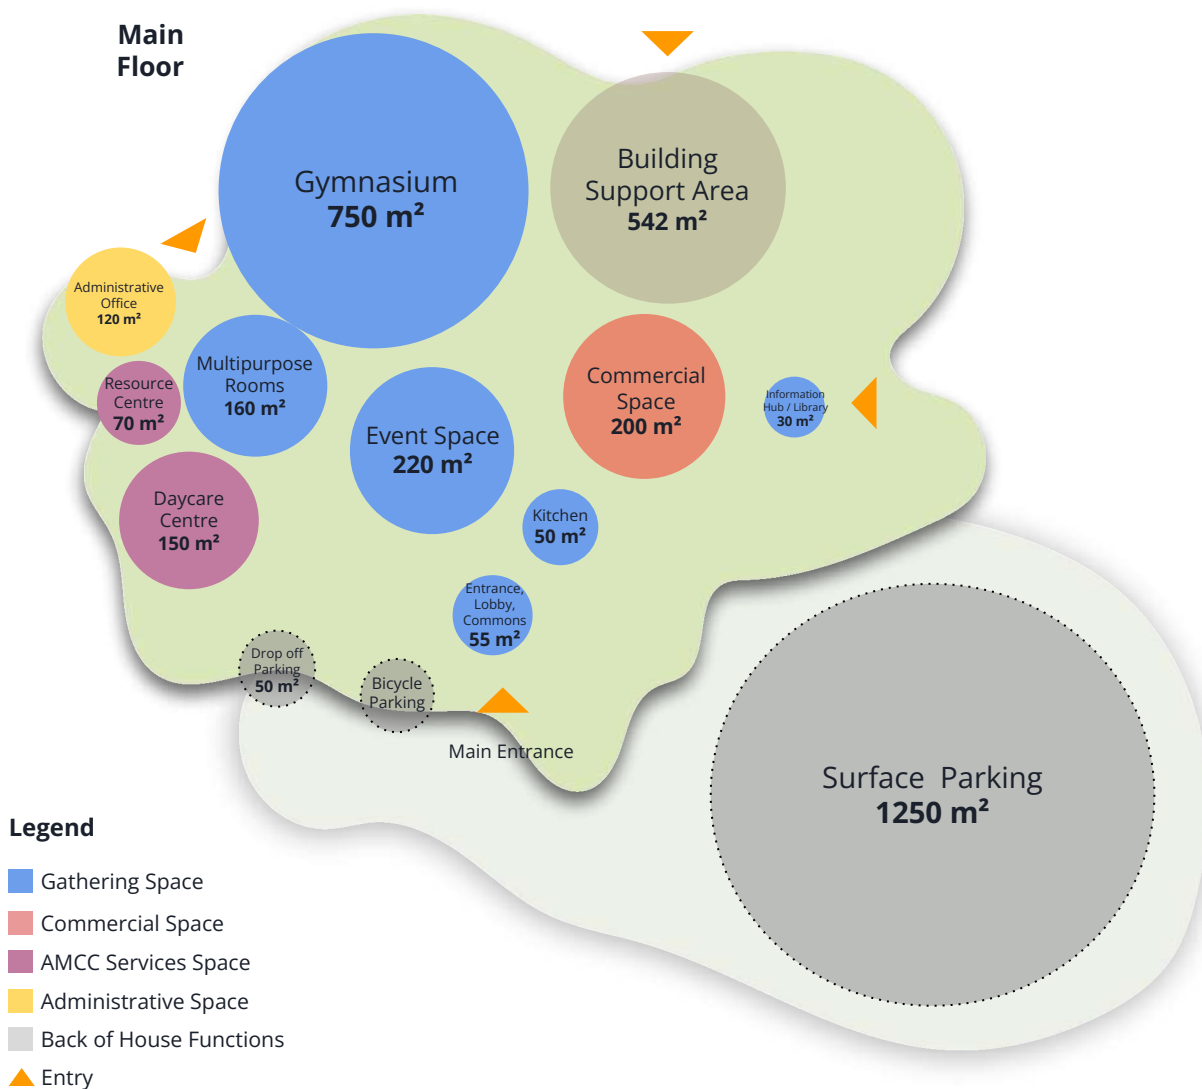 Main
Floor
Gymnasium
750 m²
Building
Support Area
542 m²
Administrative
Office
120 m²
Multipurpose
Rooms
160 m²
Resource
Centre
70 m²
Event Space
220 m²
Commercial
Space
200 m²
Information
Hub / Library
30 m²
Daycare
Centre
150 m²
Kitchen
50 m²
Entrance,
Lobby,
Commons
55 m²
Drop off
Parking
50 m²
Bicycle
Parking
Main Entrance
Surface Parking
1250 m²
Legend
Gathering Space
Commercial Space
AMCC Services Space
Administrative Space
Back of House Functions
Entry